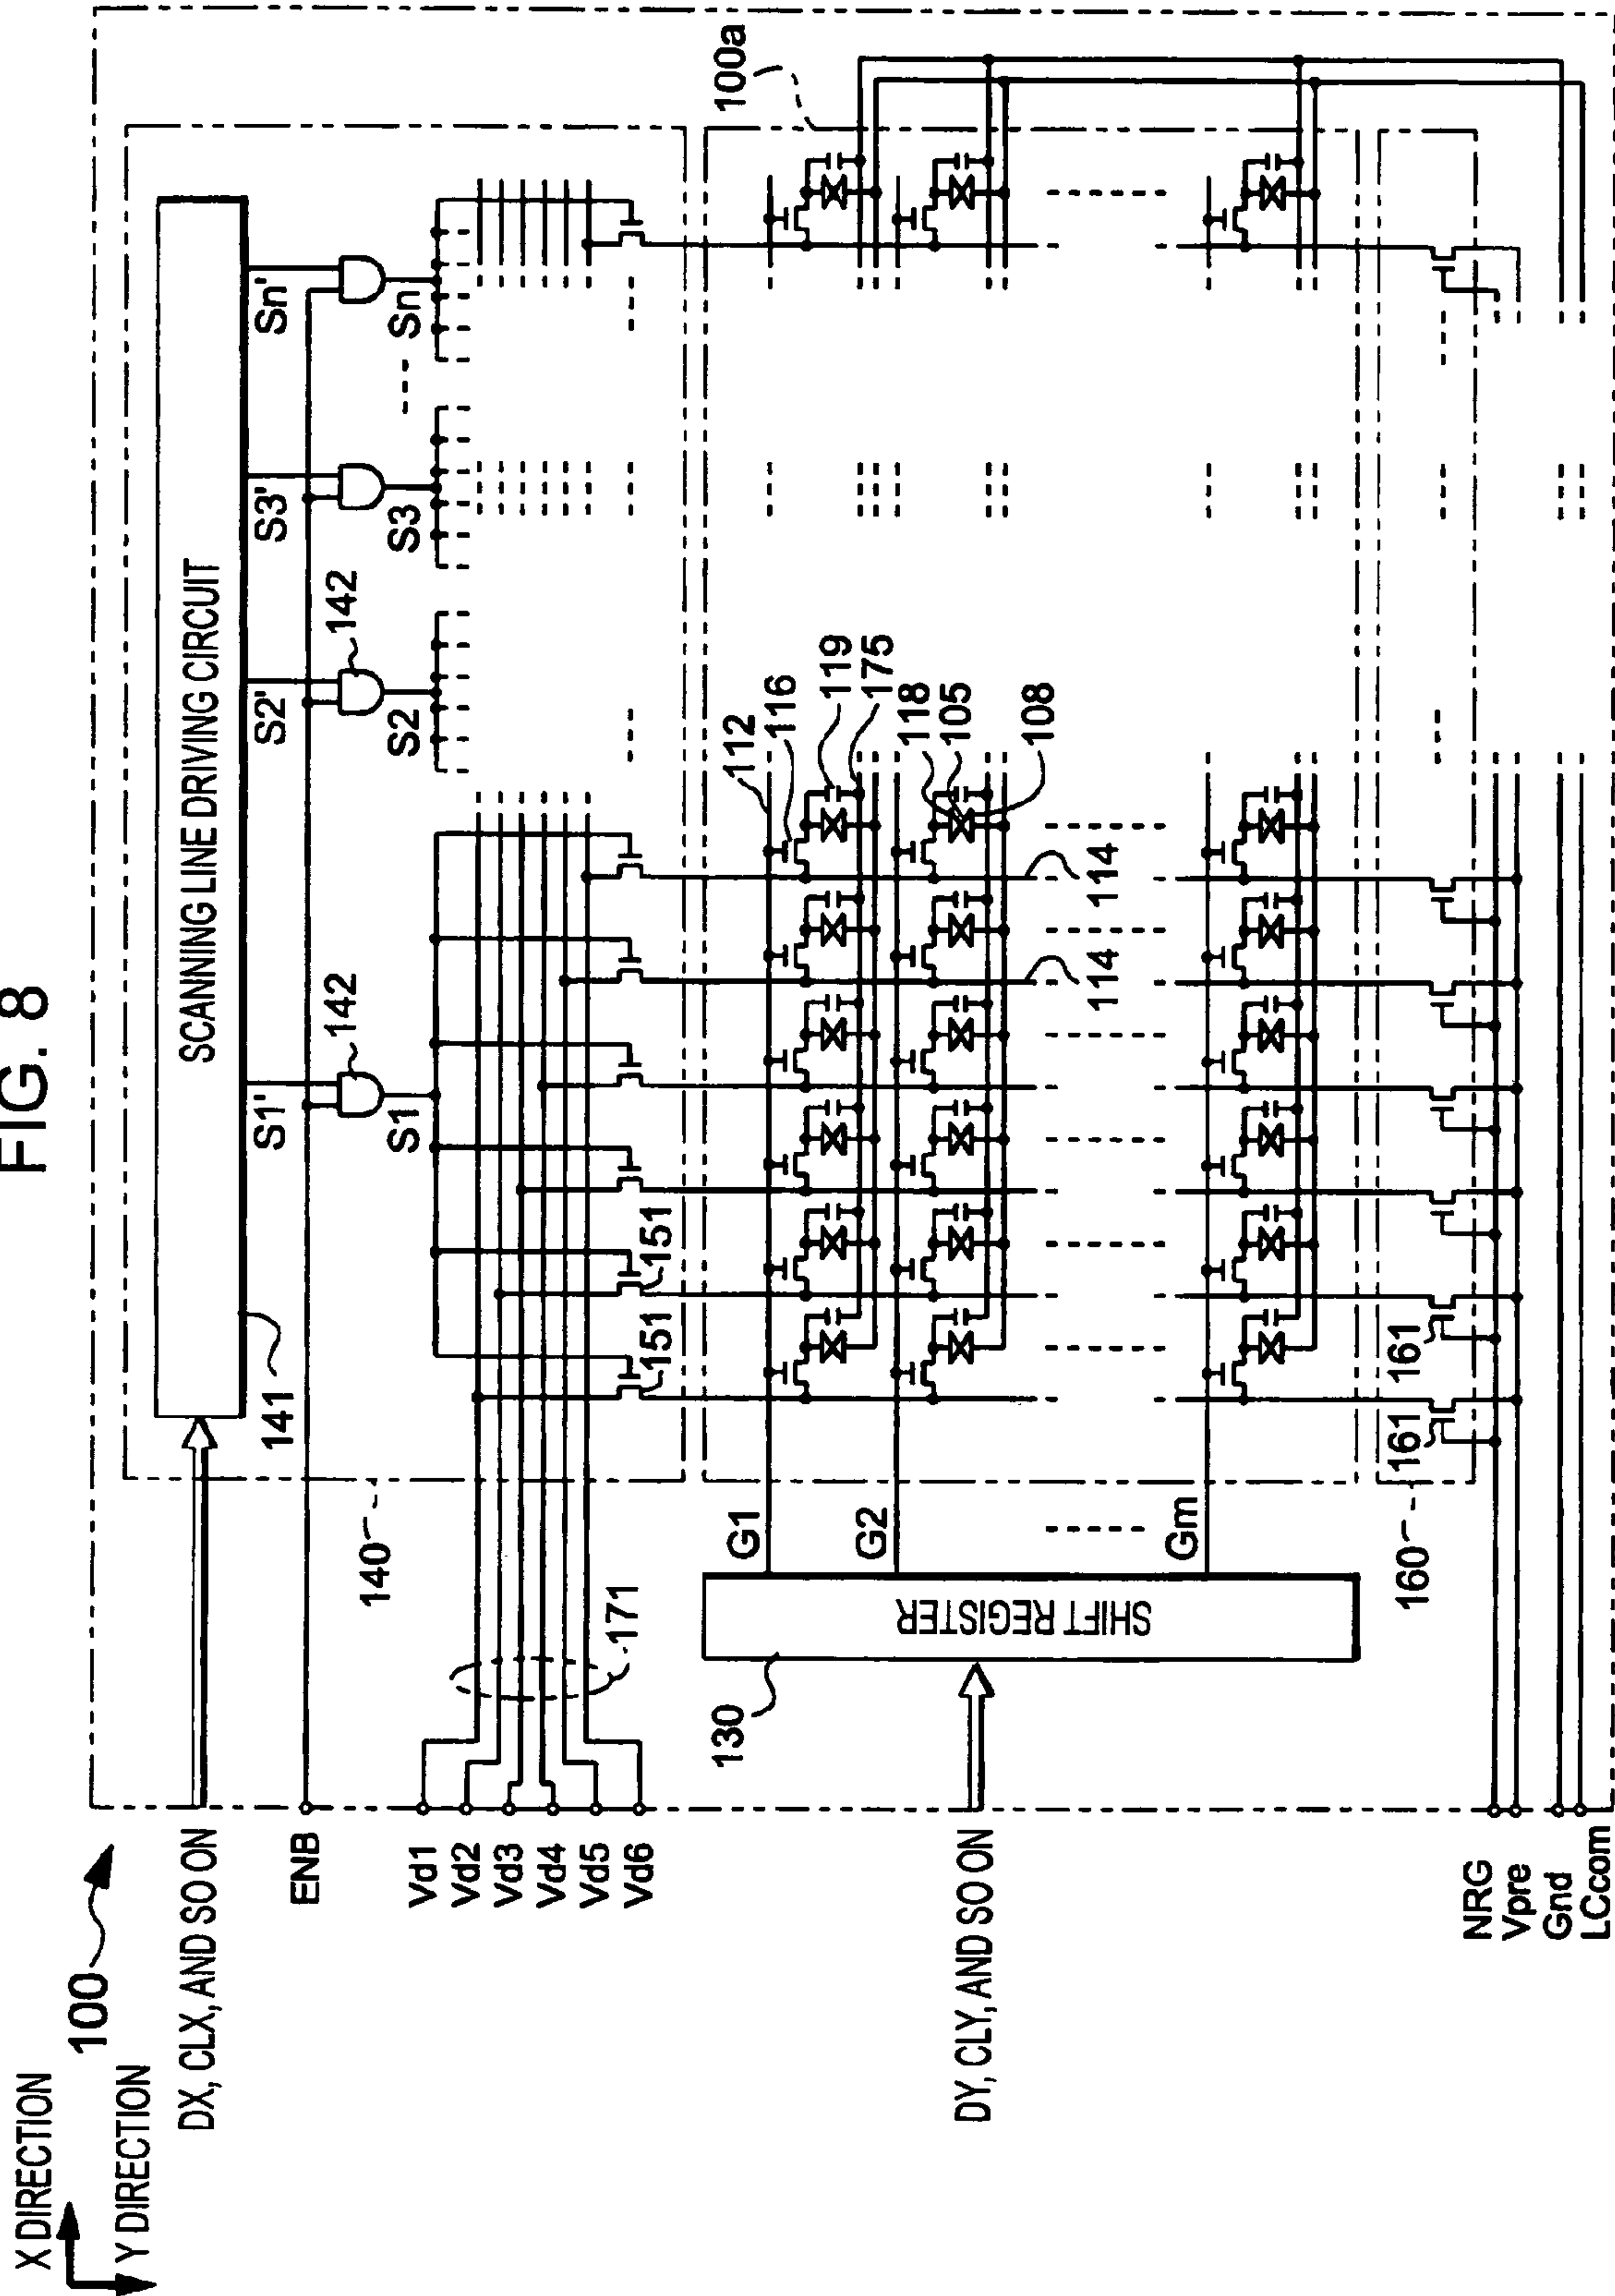 FIG. 8
X DIRECTION
Y DIRECTION
100
DX, CLX, AND SO ON
ENB
Vd1
Vd2
Vd3
Vd4
Vd5
Vd6
DY, CLY, AND SO ON
NRG
Vpre
Gnd
LCcom
SCANNING LINE DRIVING CIRCUIT
141
140
171
S1'
S2'
S3'
Sn'
142
142
S1
S2
S3
Sn
151
151
100a
130
SHIFT REGISTER
G1
G2
Gm
112
116
119
175
118
105
108
114
114
160
161
161